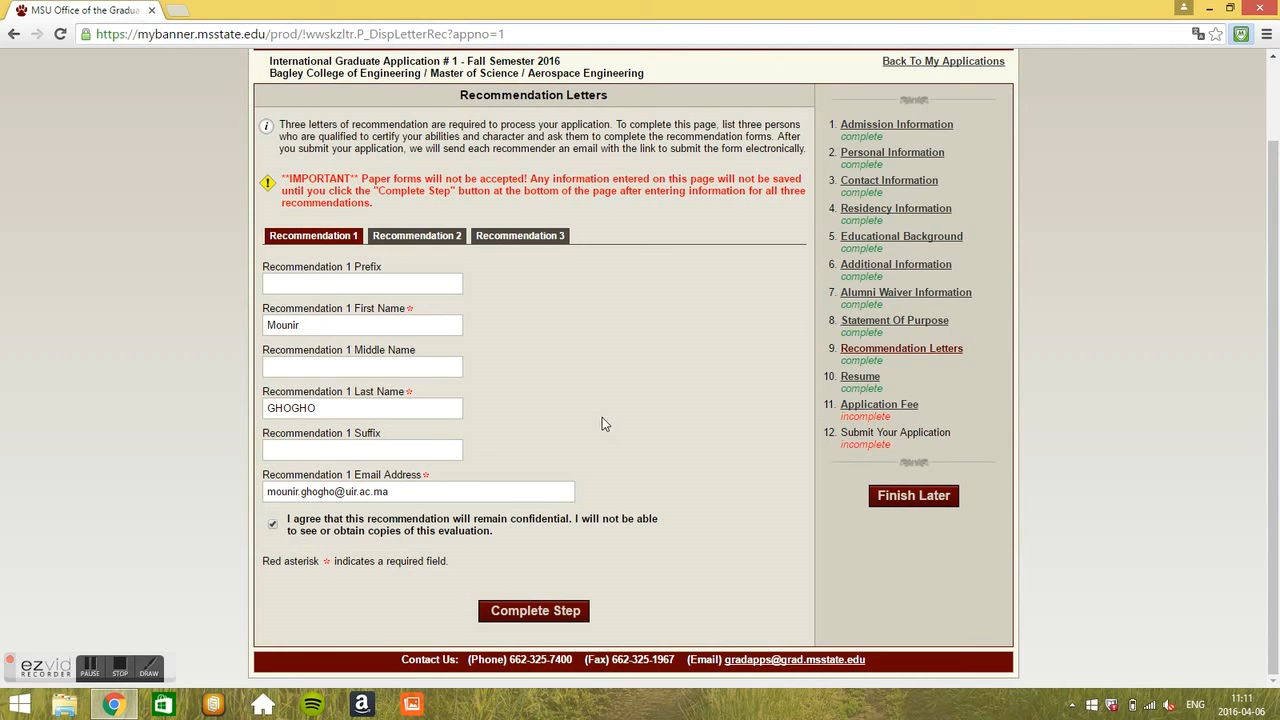 MSU Office of the Gradua
https://mybanner.msstate.edu/prod/!wwskzltr.P_DispLetterRec?appno=1
International Graduate Application # 1 - Fall Semester 2016
Back To My Applications
Bagley College of Engineering / Master of Science / Aerospace Engineering
Recommendation Letters
Three letters of recommendation are required to process your application. To complete this page, list three persons
who are qualified to certify your abilities and character and ask them to complete the recommendation forms. After
you submit your application, we will send each recommender an email with the link to submit the form electronically.
**IMPORTANT** Paper forms will not be accepted! Any information entered on this page will not be saved
until you click the "Complete Step" button at the bottom of the page after entering information for all three
recommendations.
Recommendation 1 Recommendation 2 Recommendation 3
Recommendation 1 Prefix
Recommendation 1 First Name *
Mounir
Recommendation 1 Middle Name
Recommendation 1 Last Name *
GHOGHO
Recommendation 1 Suffix
Recommendation 1 Email Address *
mounir.ghogho@uir.ac.ma
I agree that this recommendation will remain confidential. I will not be able
to see or obtain copies of this evaluation.
Red asterisk * indicates a required field.
Complete Step
1. Admission Information
complete
2. Personal Information
complete
3. Contact Information
complete
4. Residency Information
complete
5. Educational Background
complete
6. Additional Information
complete
7. Alumni Waiver Information
complete
8. Statement Of Purpose
complete
9. Recommendation Letters
complete
10. Resume
complete
11. Application Fee
incomplete
12. Submit Your Application
incomplete
Finish Later
Contact Us: (Phone) 662-325-7400 (Fax) 662-325-1967 (Email) gradapps@grad.msstate.edu
ezvid
RECORDER
PAUSE STOP DRAW
ENG
11:11
2016-04-06